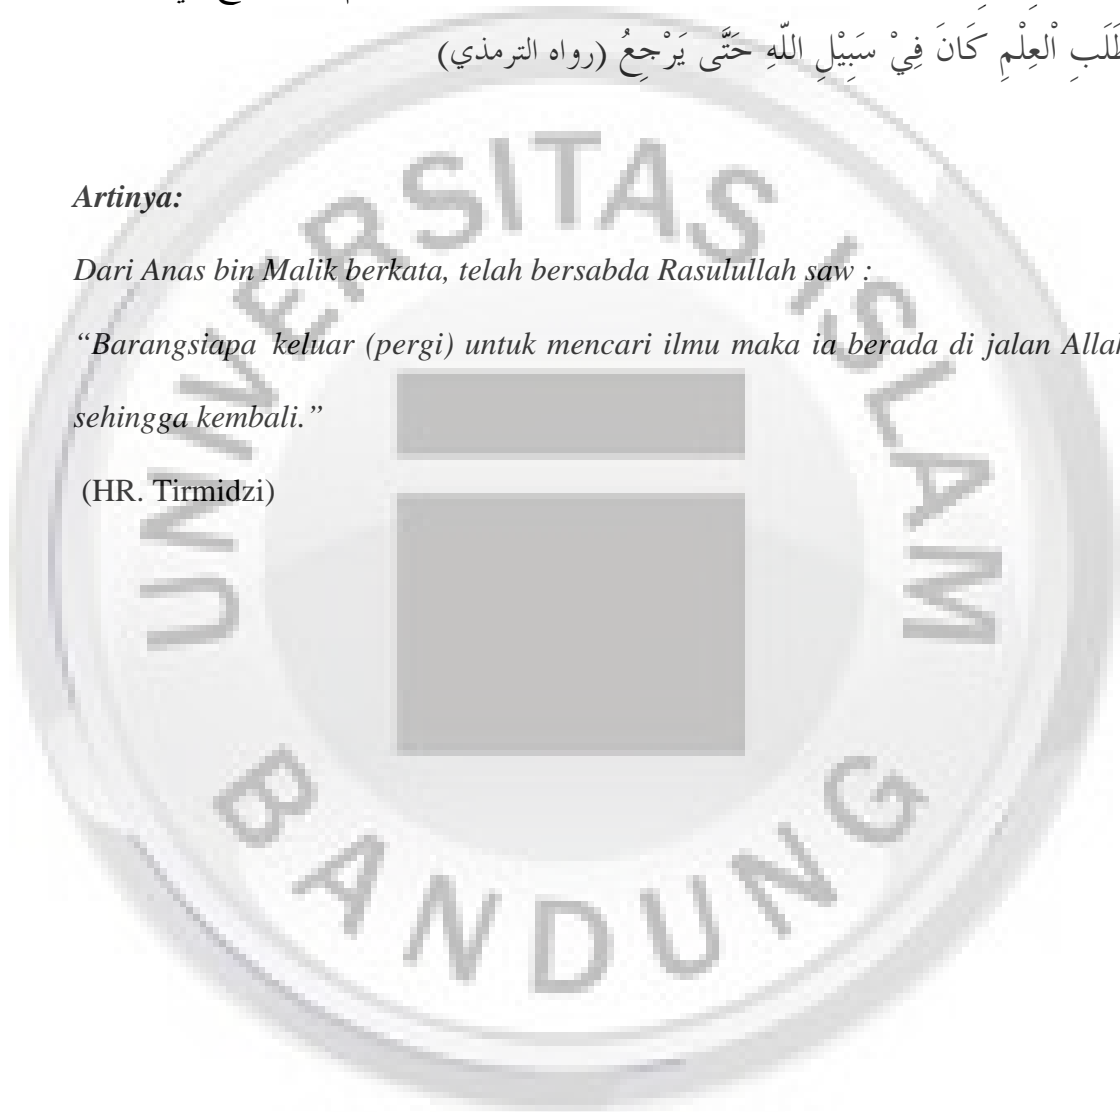 طَلَبِ اْلعِلْمِ كَانَ فِيْ سَبِيْلِ اللّهِ حَتَّى يَرْجِعُ (رواه الترمذي)
Artinya:
Dari Anas bin Malik berkata, telah bersabda Rasulullah saw :
“Barangsiapa keluar (pergi) untuk mencari ilmu maka ia berada di jalan Allah
sehingga kembali.”
(HR. Tirmidzi)
UNIVERSITAS ISLAM
BANDUNG